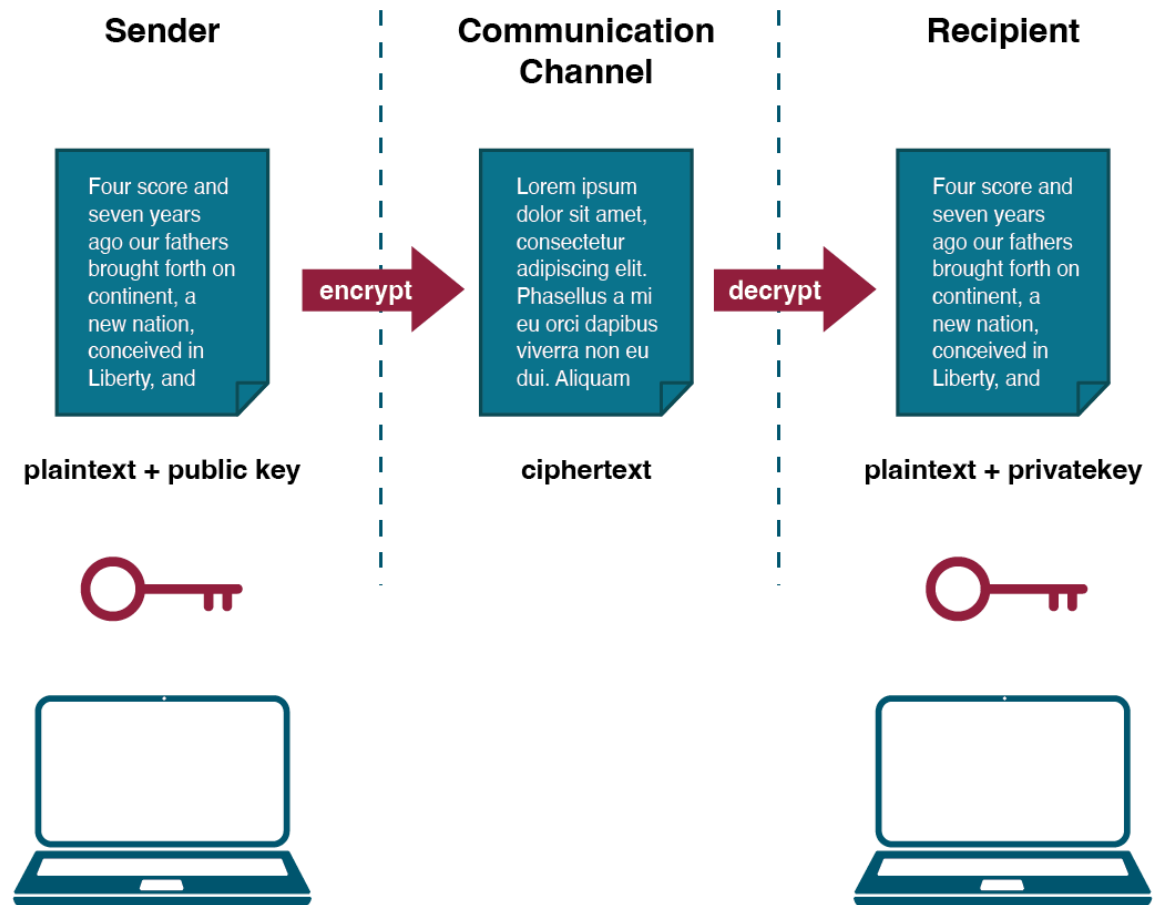 Sender
Communication
Channel
Recipient
Four score and
seven years
ago our fathers
brought forth on
continent, a
new nation,
conceived in
Liberty, and
encrypt
Lorem ipsum
dolor sit amet,
consectetur
adipiscing elit.
Phasellus a mi
eu orci dapibus
viverra non eu
dui. Aliquam
decrypt
Four score and
seven years
ago our fathers
brought forth on
continent, a
new nation,
conceived in
Liberty, and
plaintext + public key
ciphertext
plaintext + privatekey